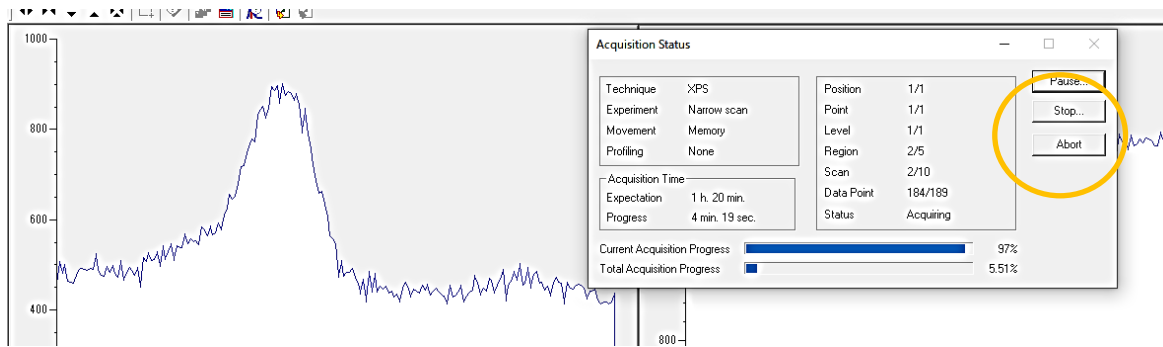 1000
800
600
400
800
Acquisition Status
Technique XPS
Experiment Narrow scan
Movement Memory
Profiling None
Acquisition Time
Expectation 1 h. 20 min.
Progress 4 min. 19 sec.
Position 1/1
Point 1/1
Level 1/1
Region 2/5
Scan 2/10
Data Point 184/189
Status Acquiring
Pause...
Stop...
Abort
Current Acquisition Progress 97%
Total Acquisition Progress 5.51%